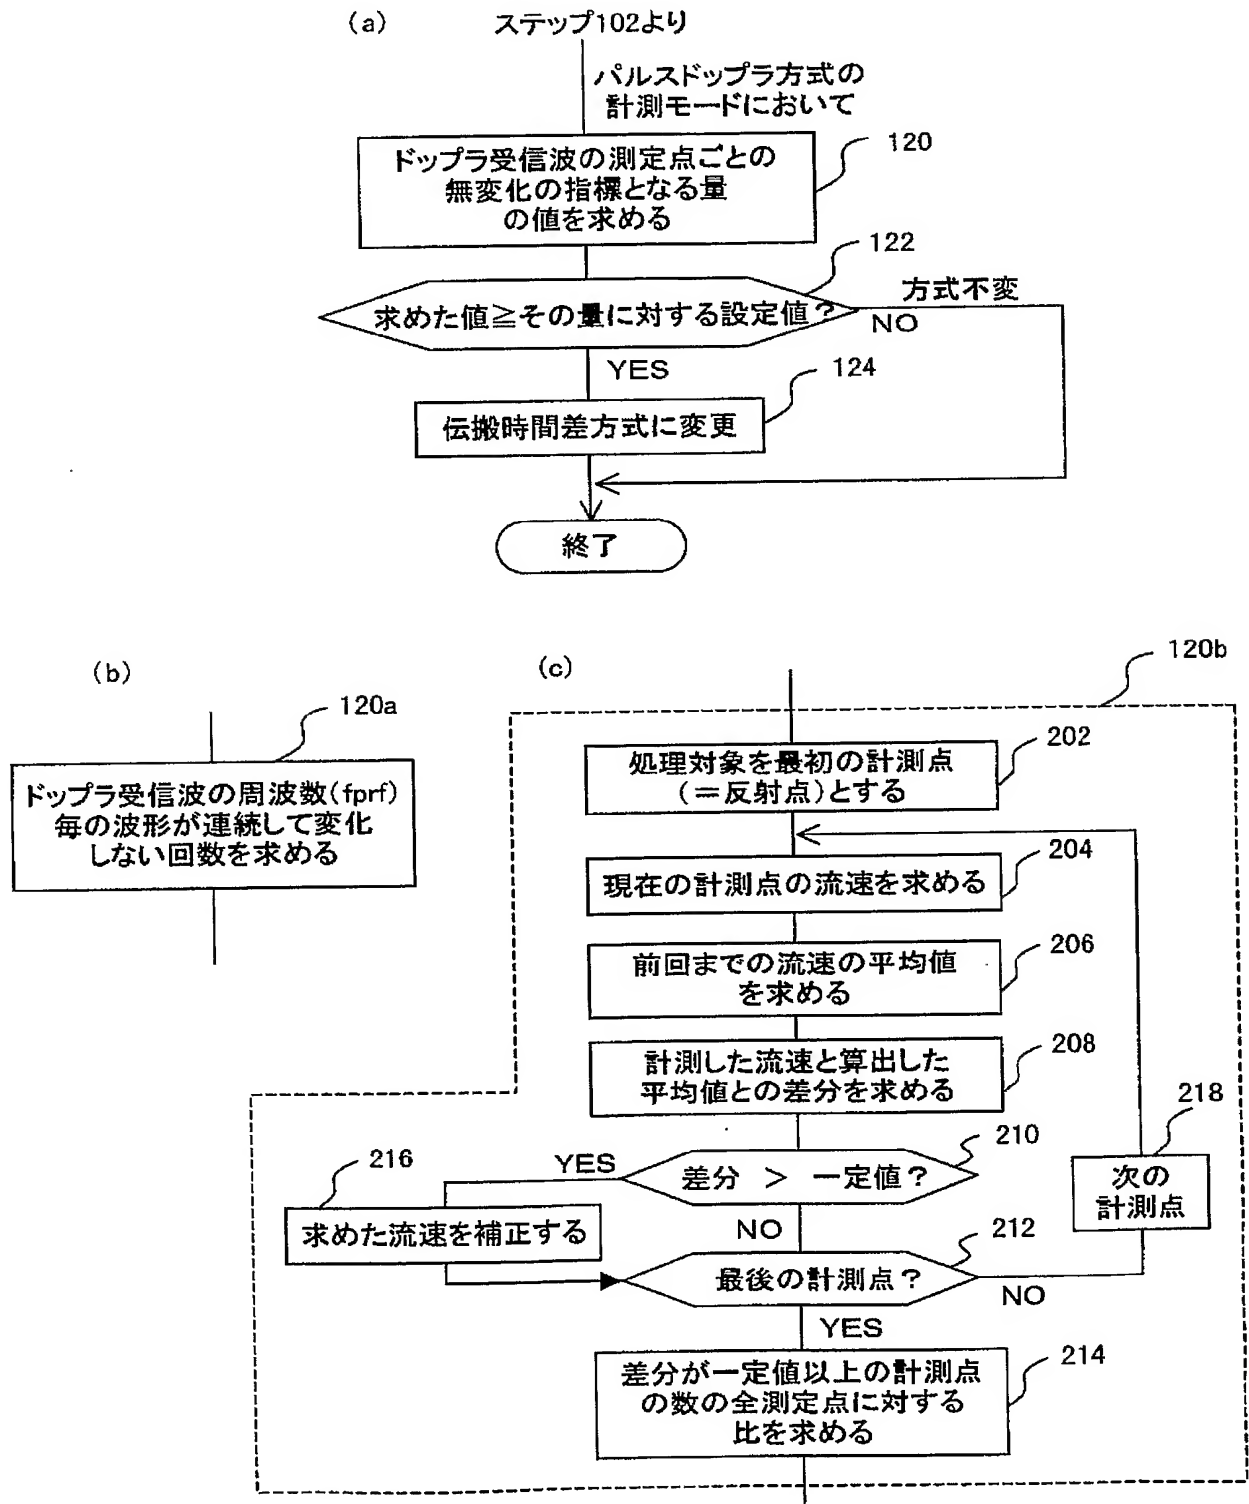 (a)
ステップ102より
パルスドップラ方式の
計測モードにおいて
120
ドップラ受信波の測定点ごとの
無変化の指標となる量
の値を求める
122
求めた値≧その量に対する設定値?
方式不変
NO
YES
124
伝搬時間差方式に変更
終了
(b)
120a
ドップラ受信波の周波数(fprf)
毎の波形が連続して変化
しない回数を求める
(c)
120b
202
処理対象を最初の計測点
(=反射点)とする
204
現在の計測点の流速を求める
206
前回までの流速の平均値
を求める
208
計測した流速と算出した
平均値との差分を求める
210
差分 > 一定値?
YES
216
求めた流速を補正する
NO
212
最後の計測点?
NO
218
次の
計測点
YES
214
差分が一定値以上の計測点
の数の全測定点に対する
比を求める